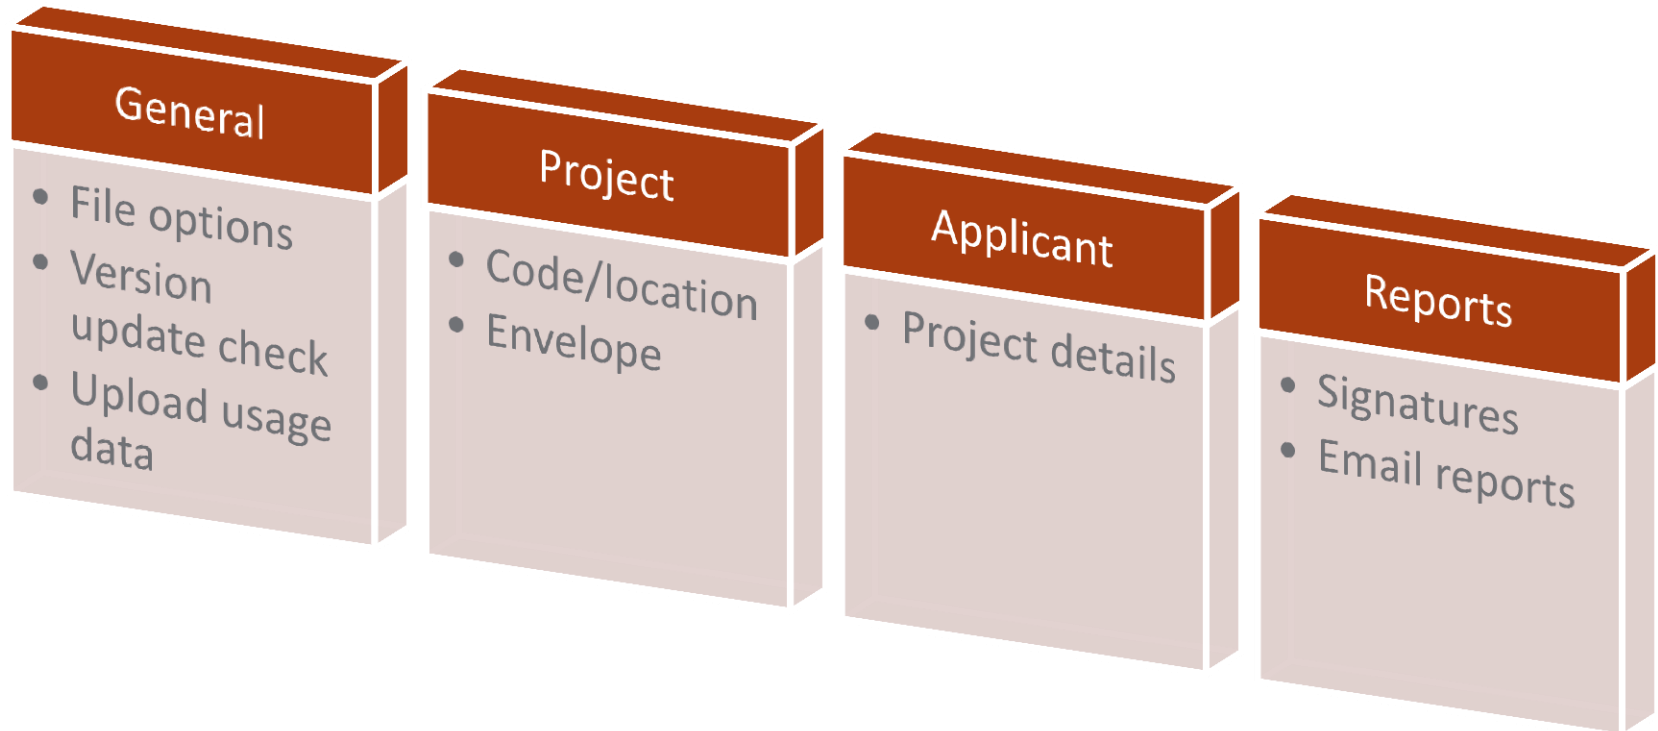 General
• File options
• Version
update check
• Upload usage
data
Project
• Code/location
• Envelope
Applicant
• Project details
Reports
• Signatures
• Email reports